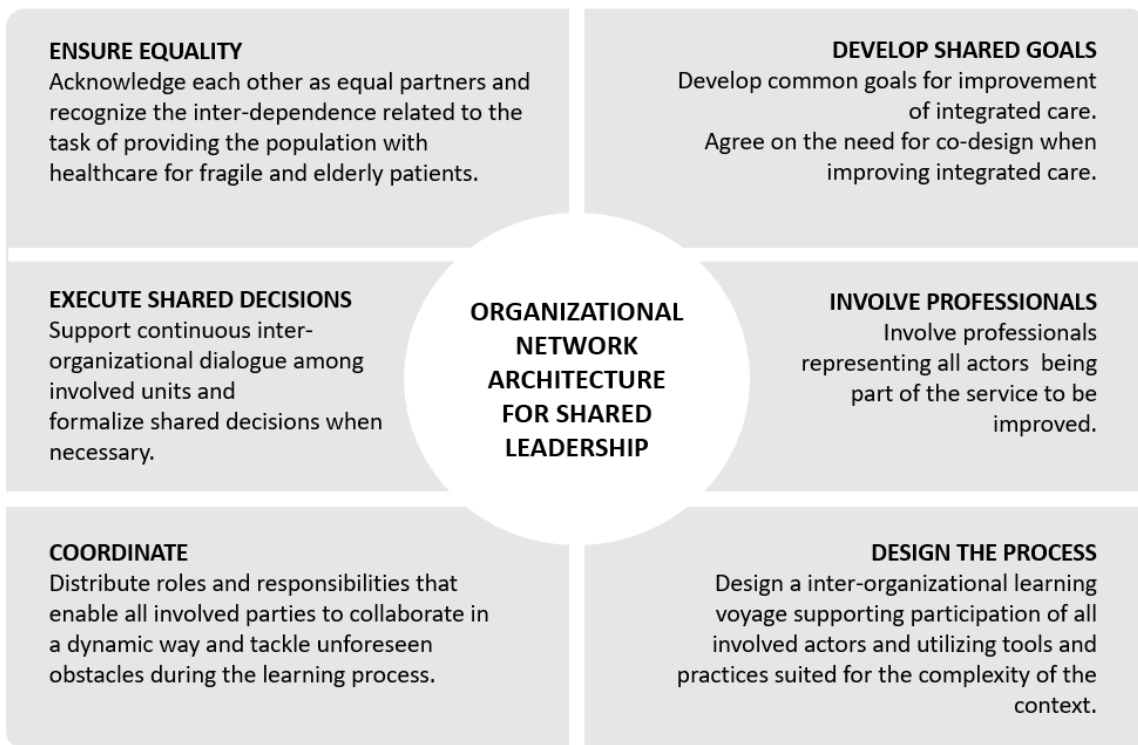 ENSURE EQUALITY
Acknowledge each other as equal partners and
recognize the inter-dependence related to the
task of providing the population with
healthcare for fragile and elderly patients.
DEVELOP SHARED GOALS
Develop common goals for improvement
of integrated care.
Agree on the need for co-design when
improving integrated care.
EXECUTE SHARED DECISIONS
Support continuous inter-
organizational dialogue among
involved units and
formalize shared decisions when
necessary.
ORGANIZATIONAL
NETWORK
ARCHITECTURE
FOR SHARED
LEADERSHIP
INVOLVE PROFESSIONALS
Involve professionals
representing all actors  being
part of the service to be
improved.
COORDINATE
Distribute roles and responsibilities that
enable all involved parties to collaborate in
a dynamic way and tackle unforeseen
obstacles during the learning process.
DESIGN THE PROCESS
Design a inter-organizational learning
voyage supporting participation of all
involved actors and utilizing tools and
practices suited for the complexity of the
context.